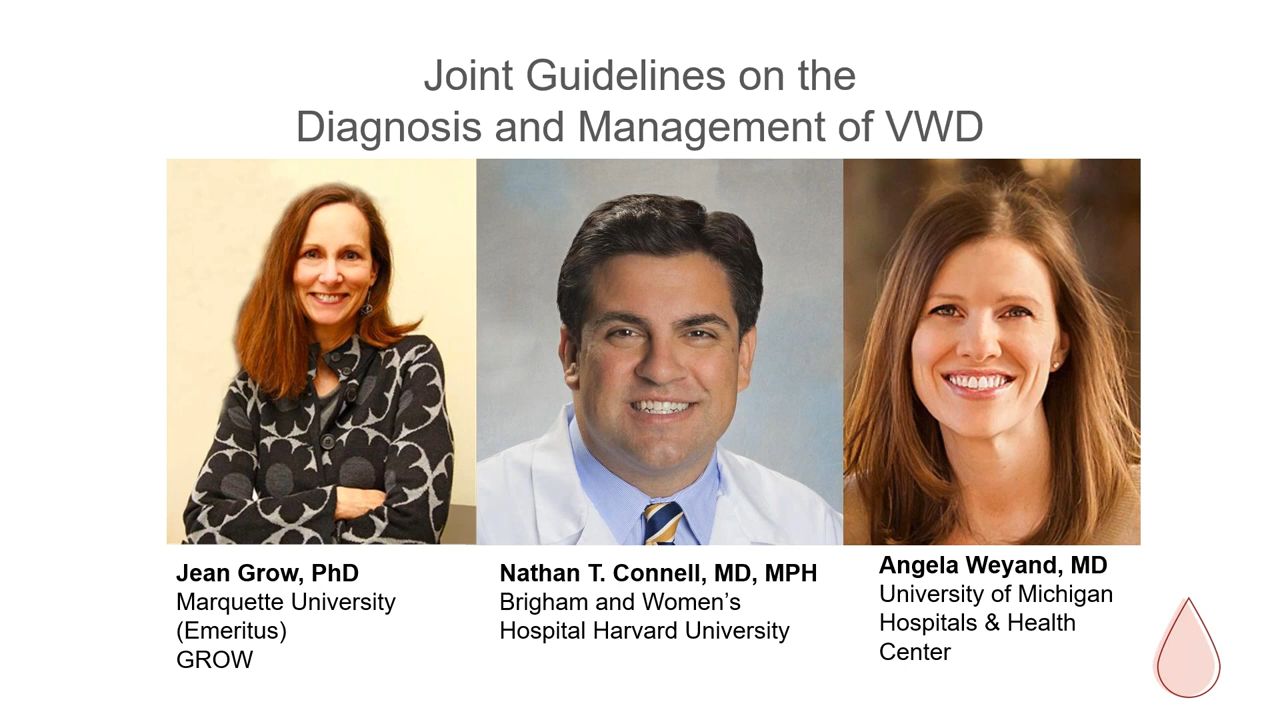 Joint Guidelines on the
Diagnosis and Management of VWD
Jean Grow, PhD
Marquette University
(Emeritus)
GROW
Nathan T. Connell, MD, MPH
Brigham and Women’s
Hospital Harvard University
Angela Weyand, MD
University of Michigan
Hospitals & Health
Center